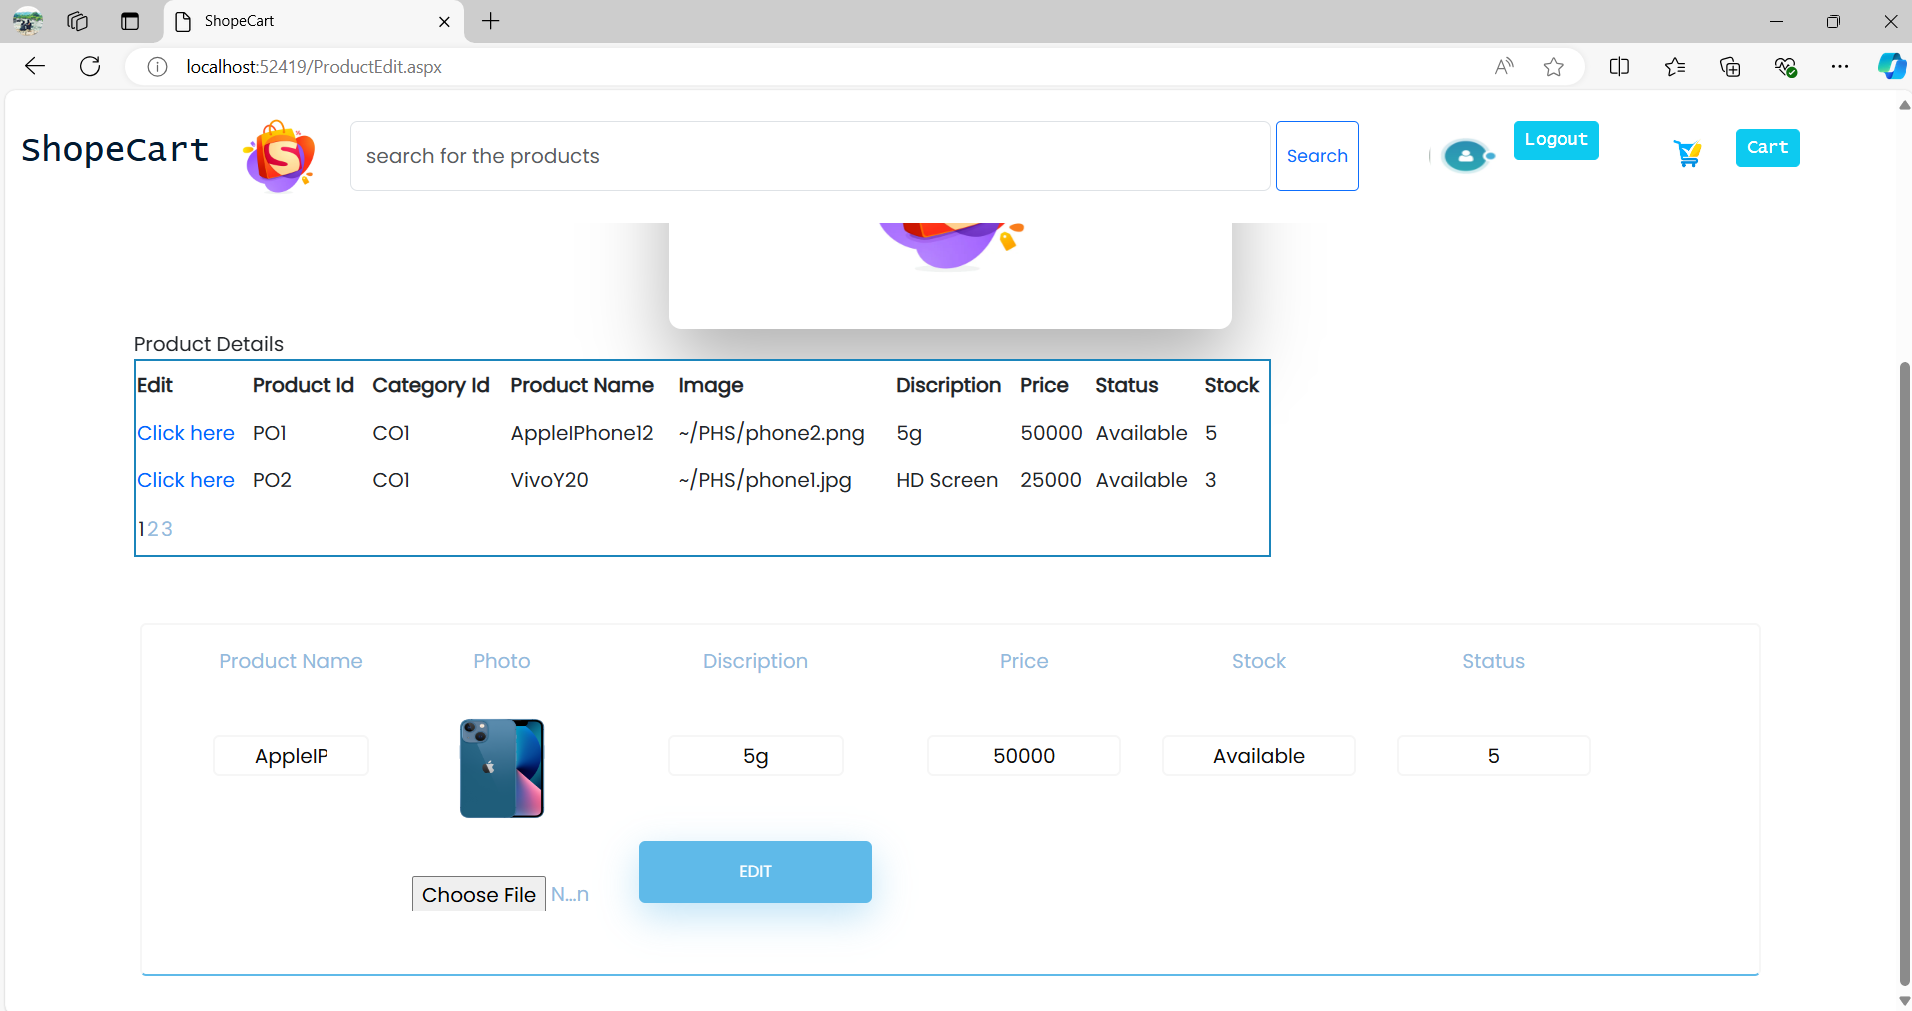 ShopeCart
localhost:52419/ProductEdit.aspx
ShopeCart
S
search for the products
Search
Logout
Cart
Product Details
Edit Product Id Category Id Product Name Image Discription Price Status Stock
Click here PO1 CO1 AppleIPhone12 ~/PHS/phone2.png 5g 50000 Available 5
Click here PO2 CO1 VivoY20 ~/PHS/phone1.jpg HD Screen 25000 Available 3
1 2 3
Product Name Photo Discription Price Stock Status
AppleIP 5g 50000 Available 5
EDIT
Choose File N...n